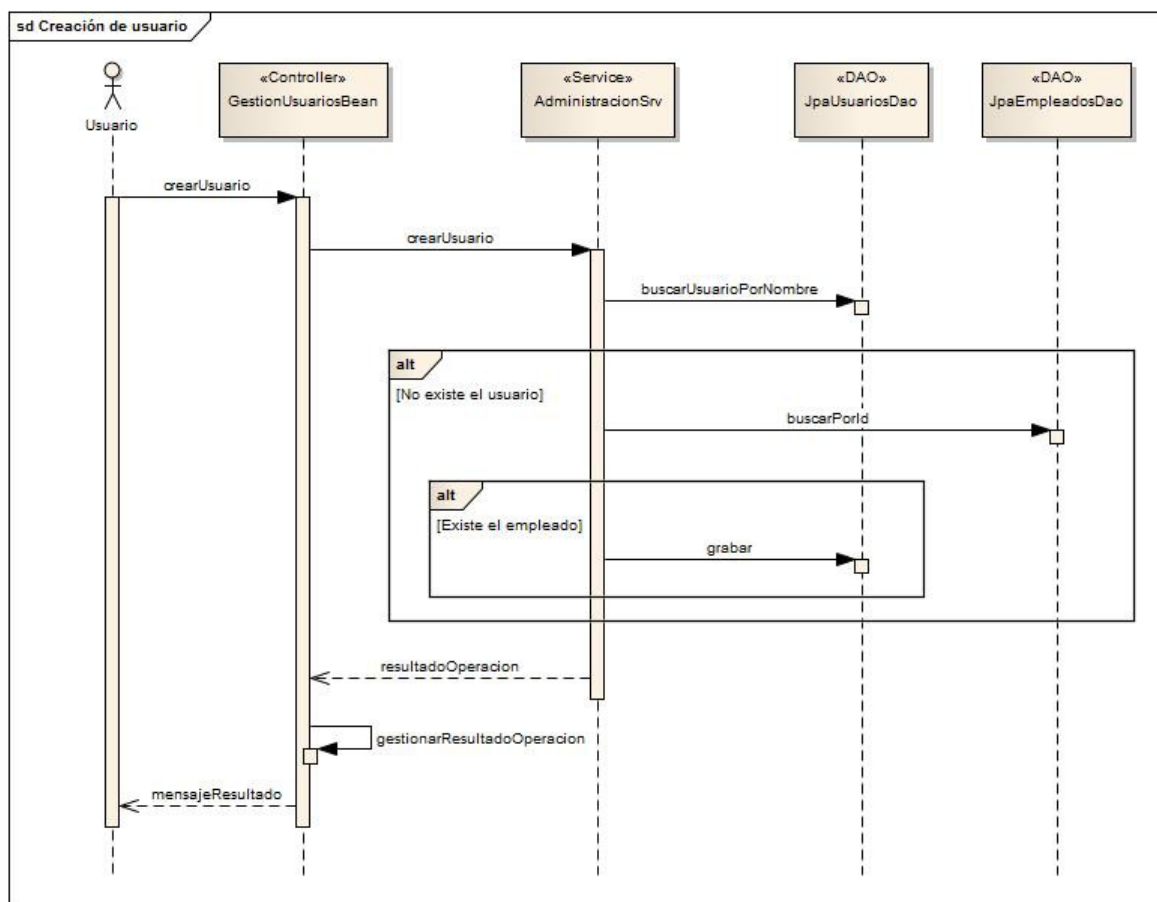 sd Creación de usuario
Usuario
«Controller»
GestionUsuariosBean
«Service»
AdministracionSrv
«DAO»
JpaUsuariosDao
«DAO»
JpaEmpleadosDao
crearUsuario
crearUsuario
buscarUsuarioPorNombre
alt
[No existe el usuario]
buscarPorId
alt
[Existe el empleado]
grabar
resultadoOperacion
gestionarResultadoOperacion
mensajeResultado